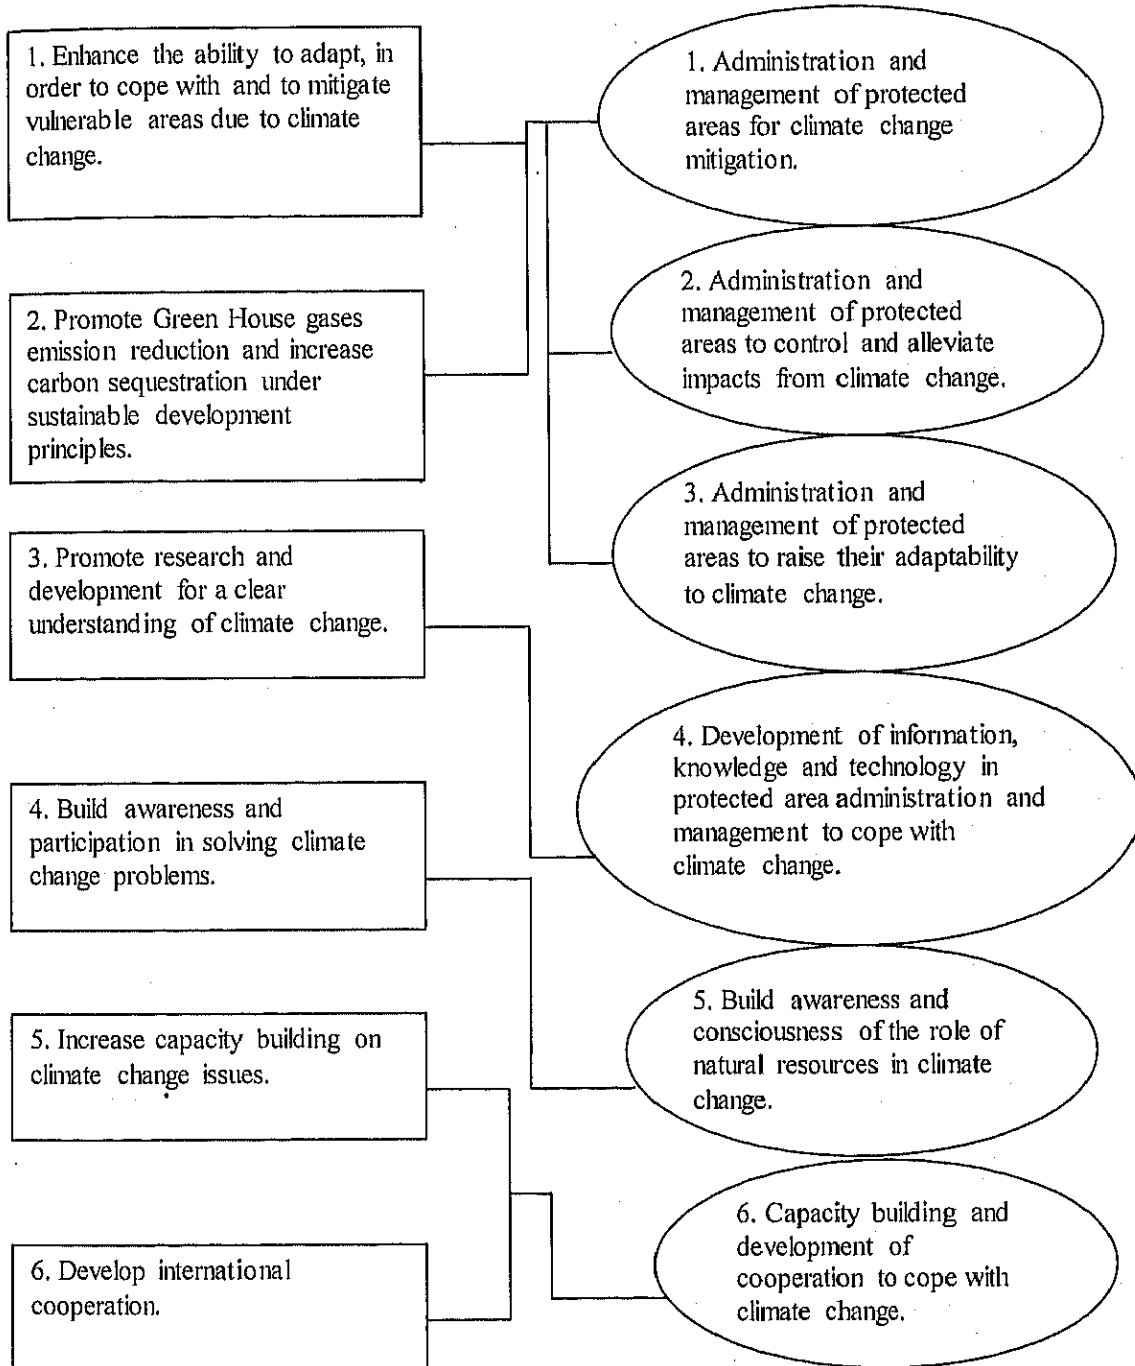 1. Enhance the ability to adapt, in
order to cope with and to mitigate
vulnerable areas due to climate
change.
2. Promote Green House gases
emission reduction and increase
carbon sequestration under
sustainable development
principles.
3. Promote research and
development for a clear
understanding of climate change.
4. Build awareness and
participation in solving climate
change problems.
5. Increase capacity building on
climate change issues.
6. Develop international
cooperation.
1. Administration and
management of protected
areas for climate change
mitigation.
2. Administration and
management of protected
areas to control and alleviate
impacts from climate change.
3. Administration and
management of protected
areas to raise their adaptability
to climate change.
4. Development of information,
knowledge and technology in
protected area administration and
management to cope with
climate change.
5. Build awareness and
consciousness of the role of
natural resources in climate
change.
6. Capacity building and
development of
cooperation to cope with
climate change.